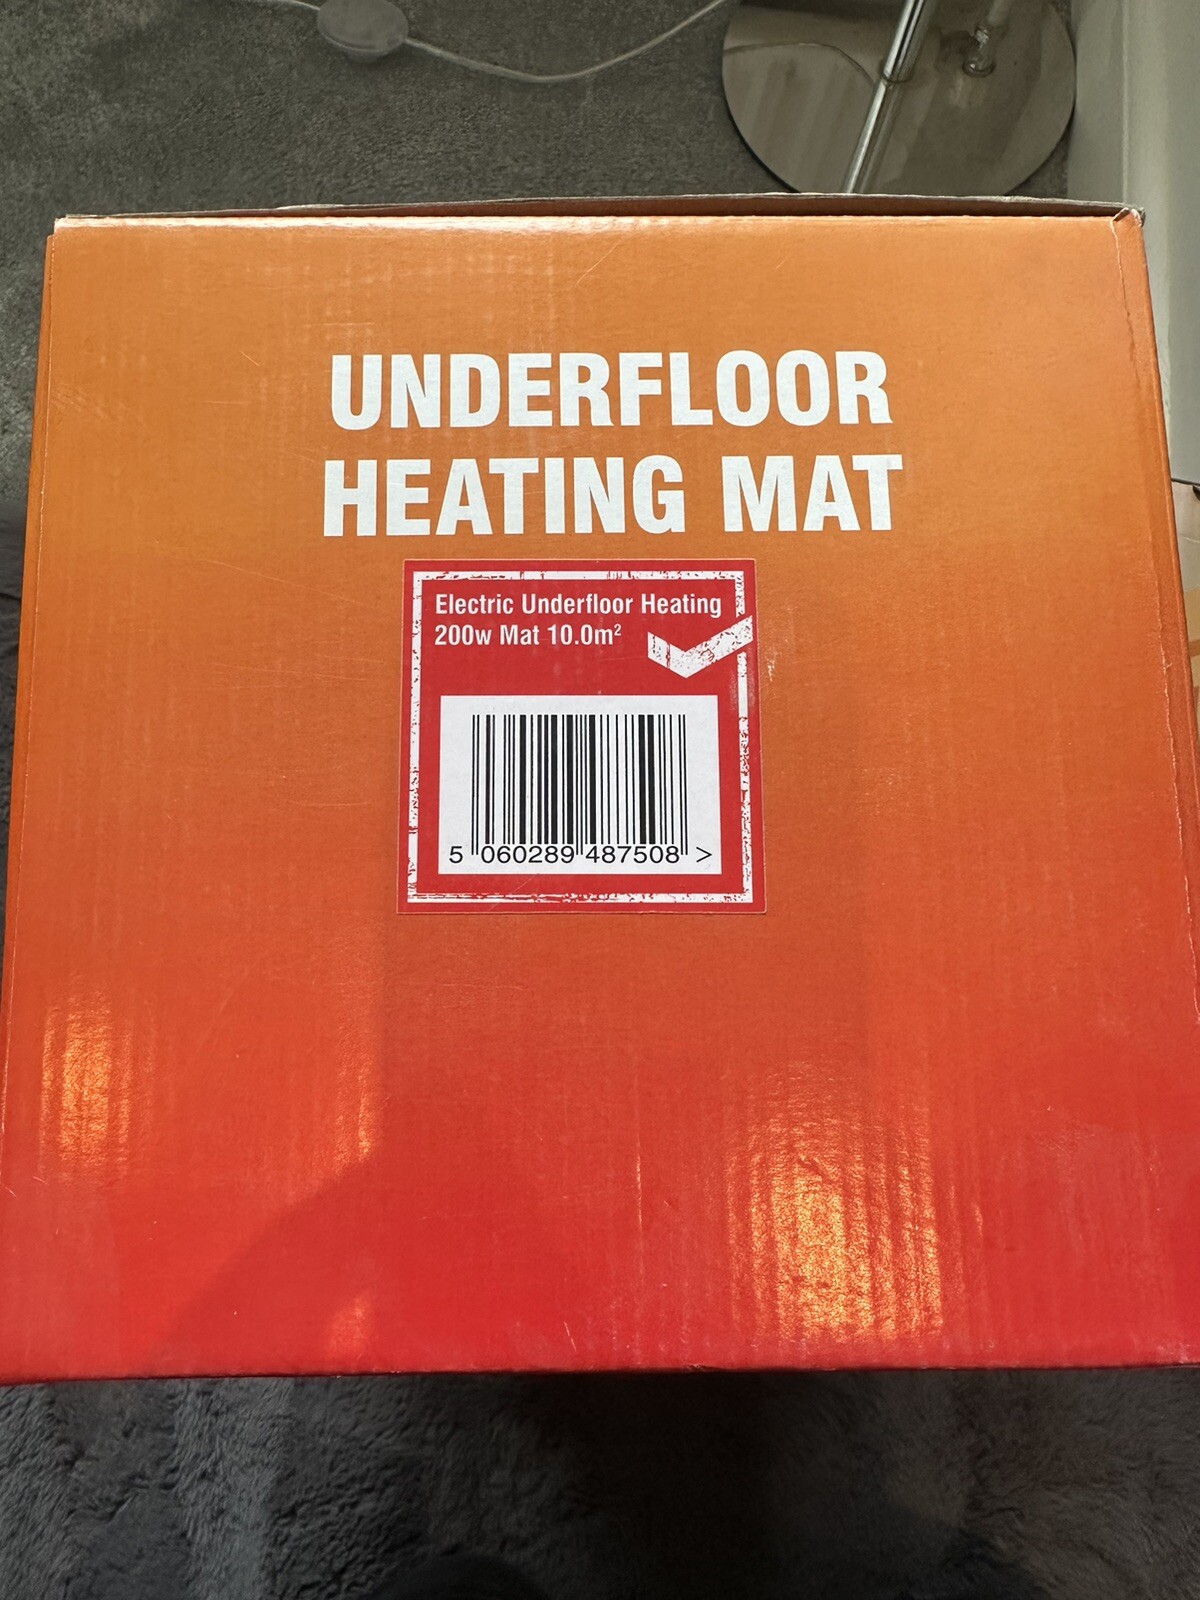 UNDERFLOOR
HEATING MAT
Electric Underfloor Heating
200w Mat 10.0m²
5 060289 487508 >